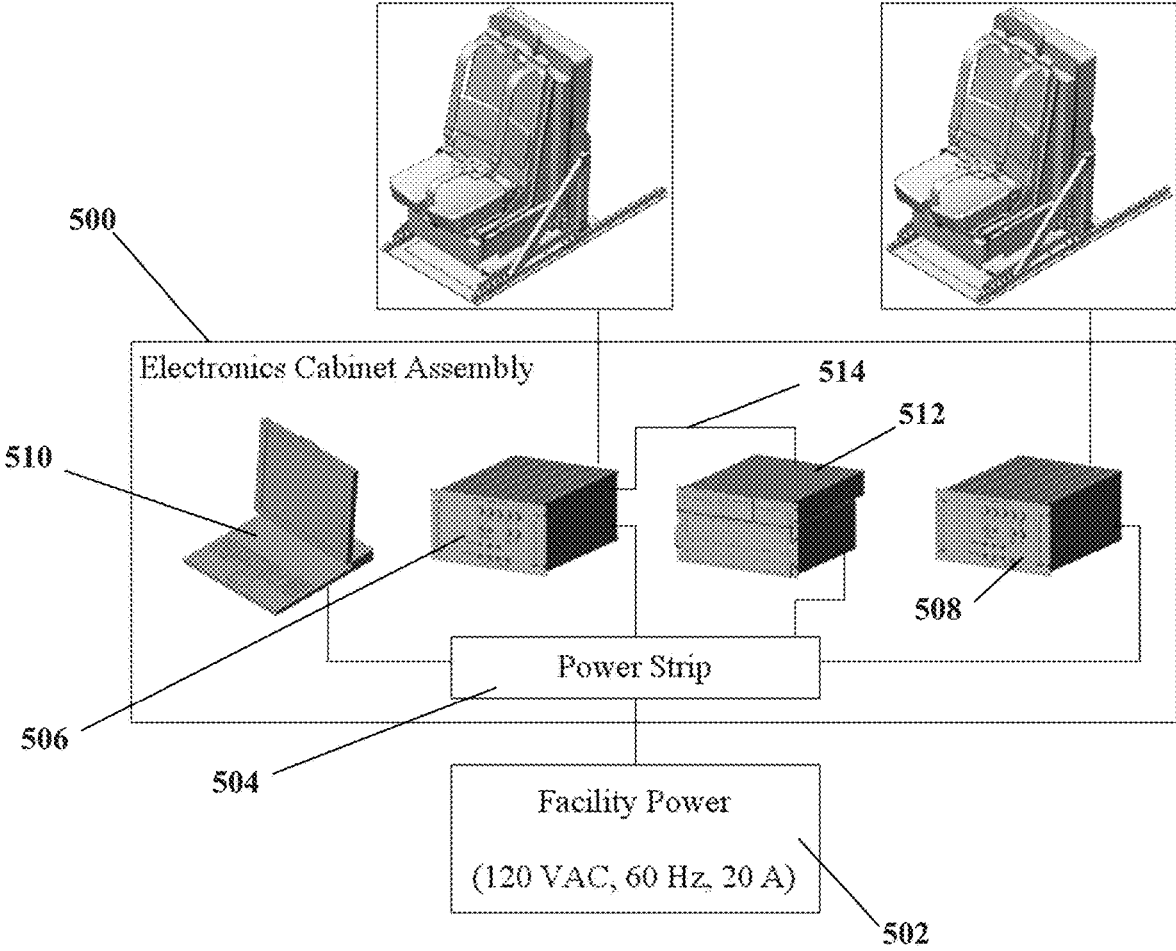 500
Electronics Cabinet Assembly
514
512
510
508
Power Strip
506
504
Facility Power
(120 VAC, 60 Hz, 20 A)
502